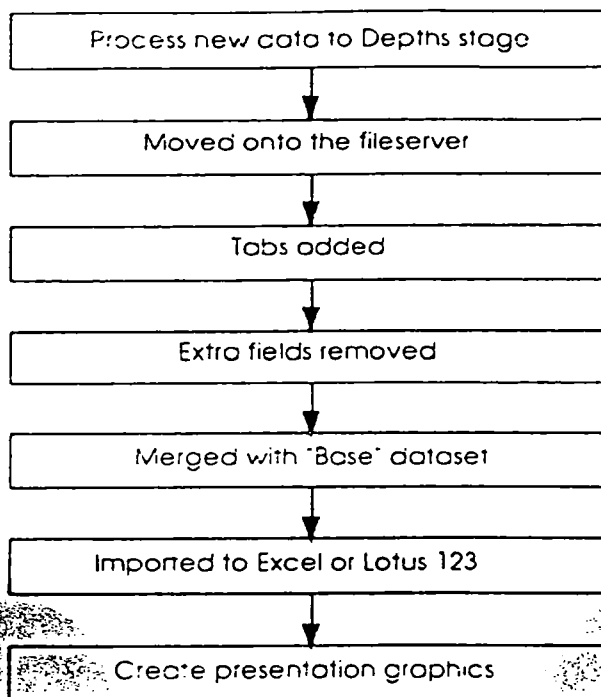 Process new data to Depths stage
Moved onto the fileserver
Tabs added
Extra fields removed
Merged with "Base" dataset
Imported to Excel or Lotus 123
Create presentation graphics